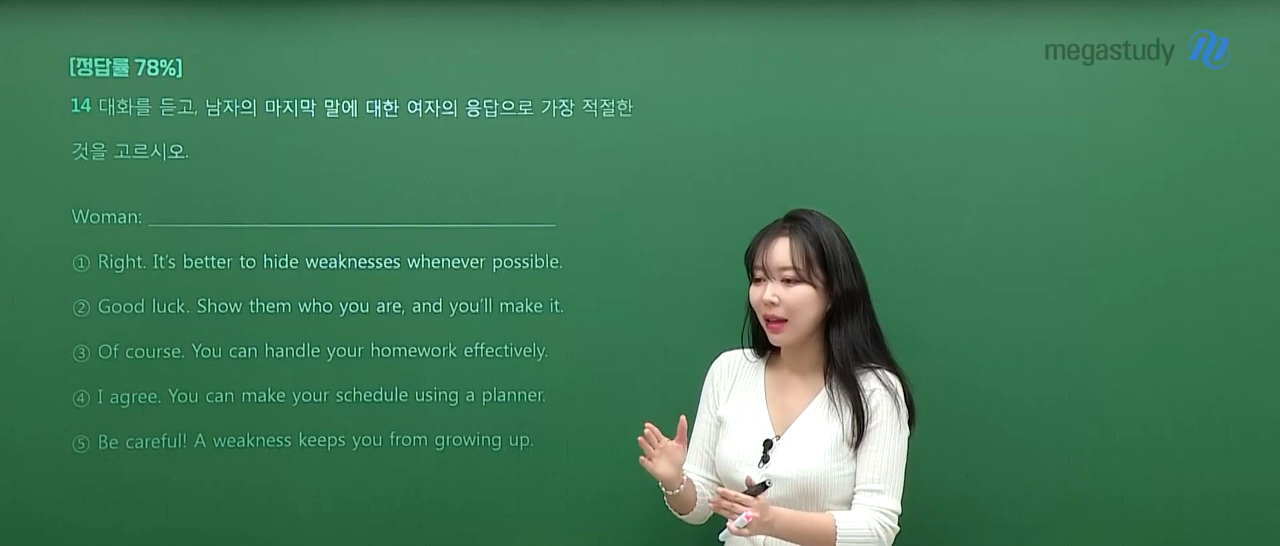 megastudy
[정답률 78%]
14 대화를 듣고, 남자의 마지막 말에 대한 여자의 응답으로 가장 적절한
것을 고르시오.
Woman:
① Right. It's better to hide weaknesses whenever possible.
② Good luck. Show them who you are, and you'll make it.
③ Of course. You can handle your homework effectively.
④ I agree. You can make your schedule using a planner.
⑤ Be careful! A weakness keeps you from growing up.